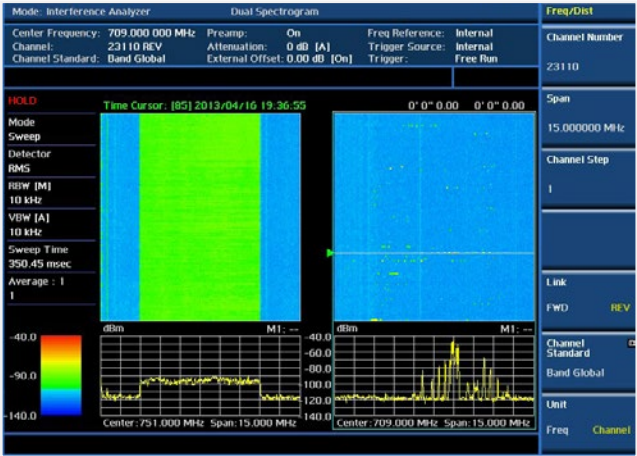 Mode: Interference Analyzer Dual Spectrogram Freq/Dist
Center Frequency: 709.000 000 MHz Preamp: On Freq Reference: Internal
Channel: 23110 REV Attenuation: 0 dB [A] Trigger Source: Internal
Channel Standard: Band Global External Offset: 0.00 dB [On] Trigger: Free Run
Channel Number
23110
HOLD
Time Cursor: [85] 2013/04/16 19:36:55 0' 0" 0.00 0' 0" 0.00
Mode
Sweep
Detector
RMS
RBW [M]
10 kHz
VBW [A]
10 kHz
Sweep Time
350.45 msec
Average : 1
1
Span
15.000000 MHz
Channel Step
1
Link
FWD REV
dBm M1: --
dBm M1: --
-40.0
-90.0
-140.0
-40.0
-60.0
-80.0
-100.0
-120.0
-140.0
Center:751.000 MHz Span:15.000 MHz
Center:709.000 MHz Span:15.000 MHz
Channel
Standard
Band Global
Unit
Freq Channel